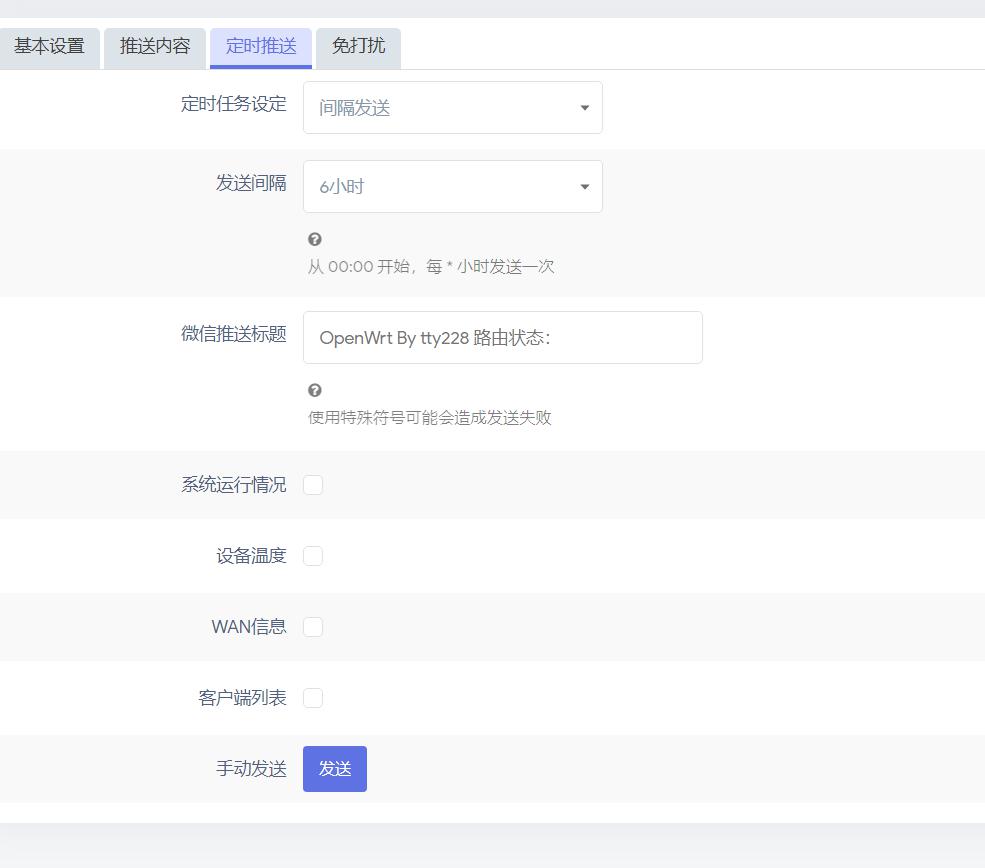 基本设置 推送内容 定时推送 免打扰
定时任务设定 间隔发送
发送间隔 6小时
从 00:00 开始，每 * 小时发送一次
微信推送标题 OpenWrt By tty228 路由状态：
使用特殊符号可能会造成发送失败
系统运行情况
设备温度
WAN信息
客户端列表
手动发送 发送